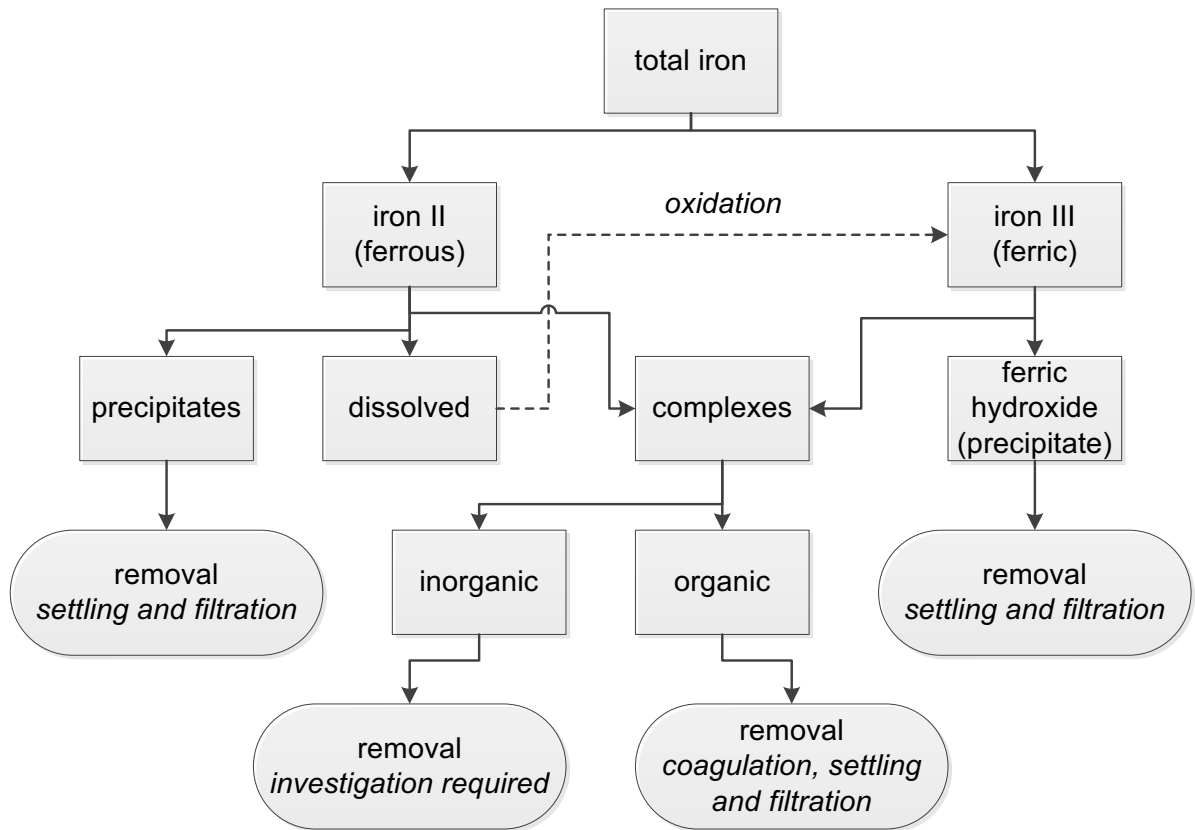 total iron
iron II
(ferrous)
oxidation
iron III
(ferric)
precipitates
dissolved
complexes
ferric
hydroxide
(precipitate)
removal
settling and filtration
inorganic
organic
removal
settling and filtration
removal
investigation required
removal
coagulation, settling
and filtration